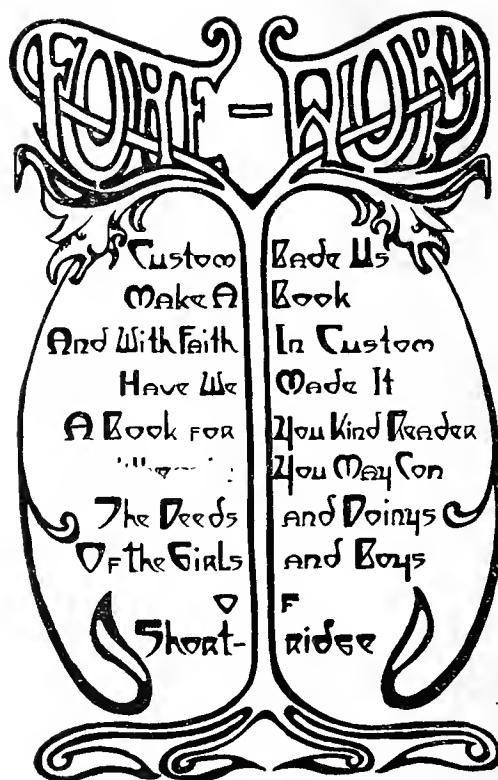 FORE-WORD
Custom Bade Us
Make A Book
And With Faith In Custom
Have We Made It
A Book for You Kind Reader
You May Con
The Deeds and Doings
Of the Girls and Boys
OF
Short-ridge